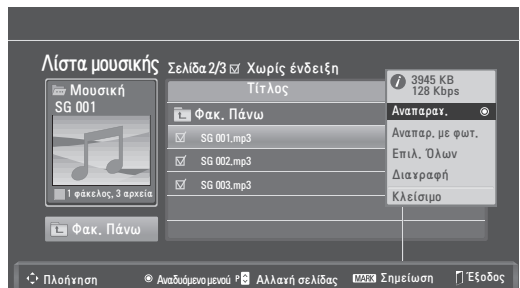 Λίστα μουσικής
Σελίδα 2/3 ☑ Χωρίς ένδειξη
Μουσική
SG 001
1 φάκελος, 3 αρχεία
Φακ. Πάνω
Τίτλος
Φακ. Πάνω
SG 001.mp3
SG 002.mp3
SG 003.mp3
3945 KB
128 Kbps
Αναπαραγ.
Αναπαρ. με φωτ.
Επιλ. Όλων
Διαγραφή
Κλείσιμο
Πλοήγηση
Αναδυόμενο μενού
P Αλλαγή σελίδας
MARK Σημείωση
Έξοδος